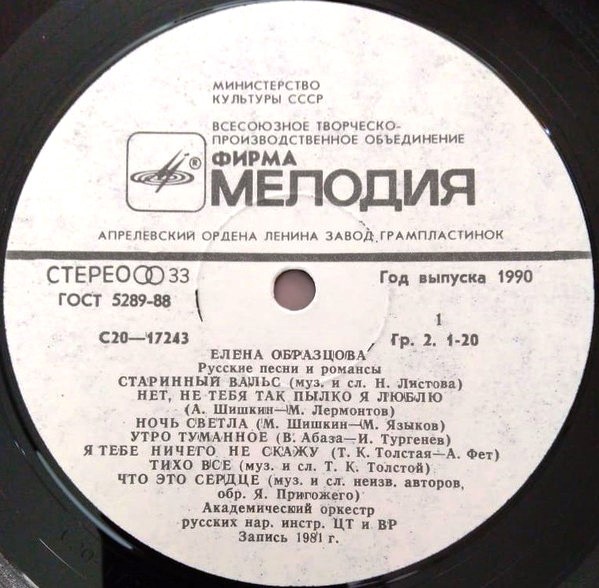 МИНИСТЕРСТВО
КУЛЬТУРЫ СССР
ВСЕСОЮЗНОЕ ТВОРЧЕСКО-
ПРОИЗВОДСТВЕННОЕ ОБЪЕДИНЕНИЕ
ФИРМА
® МЕЛОДИЯ
АПРЕЛЕВСКИЙ ОРДЕНА ЛЕНИНА ЗАВОД ГРАМПЛАСТИНОК
СТЕРЕО 33
Год выпуска 1990
ГОСТ 5289-88
1
С20—17243
Гр. 2. 1-20
ЕЛЕНА ОБРАЗЦОВА
Русские песни и романсы
СТАРИННЫЙ ВАЛЬС (муз. и сл. Н. Листова)
НЕТ, НЕ ТЕБЯ ТАК ПЫЛКО Я ЛЮБЛЮ
(А. Шишкин—М. Лермонтов)
НОЧЬ СВЕТЛА (М. Шишкин—М. Языков)
УТРО ТУМАННОЕ (В. Абаза—И. Тургенев)
Я ТЕБЕ НИЧЕГО НЕ СКАЖУ (Т. К. Толстая—А. Фет)
ТИХО ВСЕ (муз. и сл. Т. К. Толстой)
ЧТО ЭТО СЕРДЦЕ (муз. и сл. неизв. авторов,
обр. Я. Пригожего)
Академический оркестр
русских нар. инстр. ЦТ и ВР
Запись 1981 г.